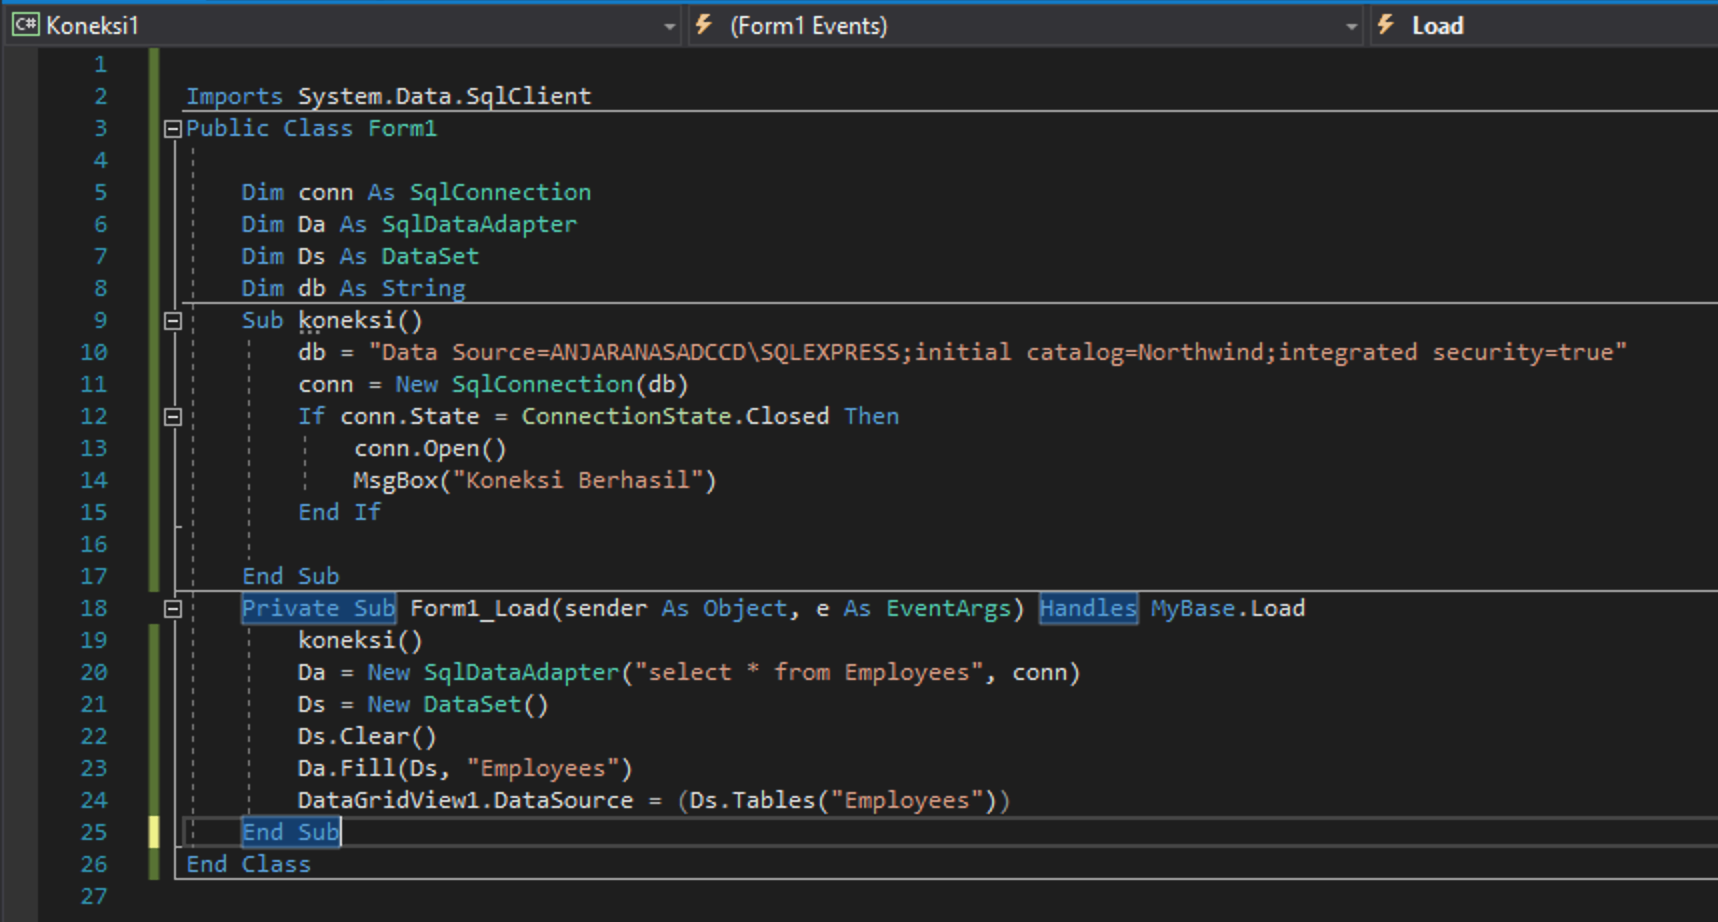 C# Koneksi1 (Form1 Events) Load
1
2 Imports System.Data.SqlClient
3 Public Class Form1
4
5 Dim conn As SqlConnection
6 Dim Da As SqlDataAdapter
7 Dim Ds As DataSet
8 Dim db As String
9 Sub koneksi()
10 db = "Data Source=ANJARANASADCCD\SQLEXPRESS;initial catalog=Northwind;integrated security=true"
11 conn = New SqlConnection(db)
12 If conn.State = ConnectionState.Closed Then
13 conn.Open()
14 MsgBox("Koneksi Berhasil")
15 End If
16
17 End Sub
18 Private Sub Form1_Load(sender As Object, e As EventArgs) Handles MyBase.Load
19 koneksi()
20 Da = New SqlDataAdapter("select * from Employees", conn)
21 Ds = New DataSet()
22 Ds.Clear()
23 Da.Fill(Ds, "Employees")
24 DataGridView1.DataSource = (Ds.Tables("Employees"))
25 End Sub
26 End Class
27